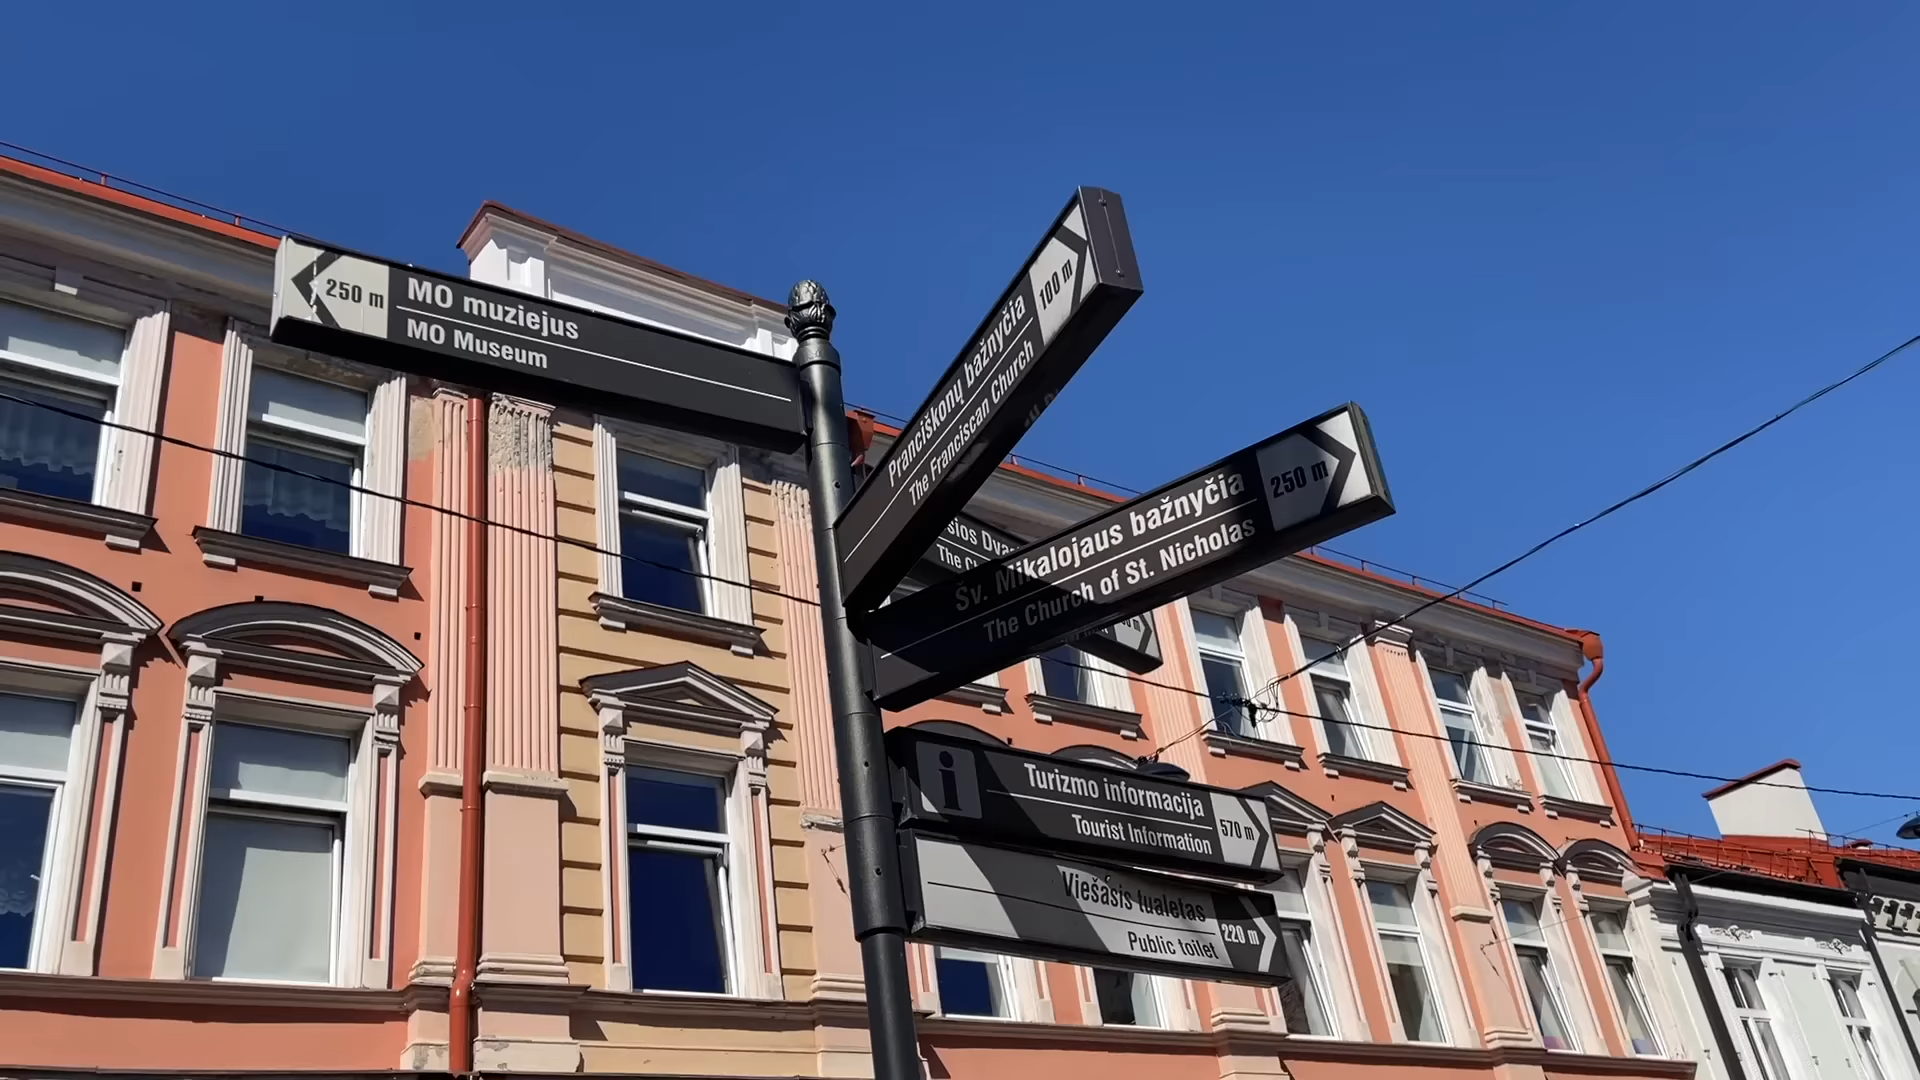 250 m
MO muziejus
MO Museum
Pranciškonų bažnyčia
The Franciscan Church
100 m
Šv. Mikalojaus bažnyčia
The Church of St. Nicholas
250 m
The
Turizmo informacija
Tourist Information
570 m
Viešasis tualetas
Public toilet
220 m